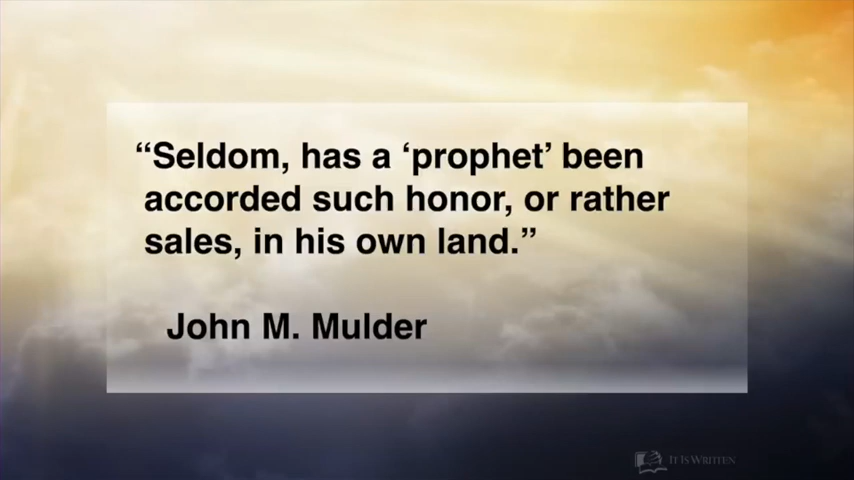 “Seldom, has a ‘prophet’ been
accorded such honor, or rather
sales, in his own land.”
John M. Mulder
It Is Written